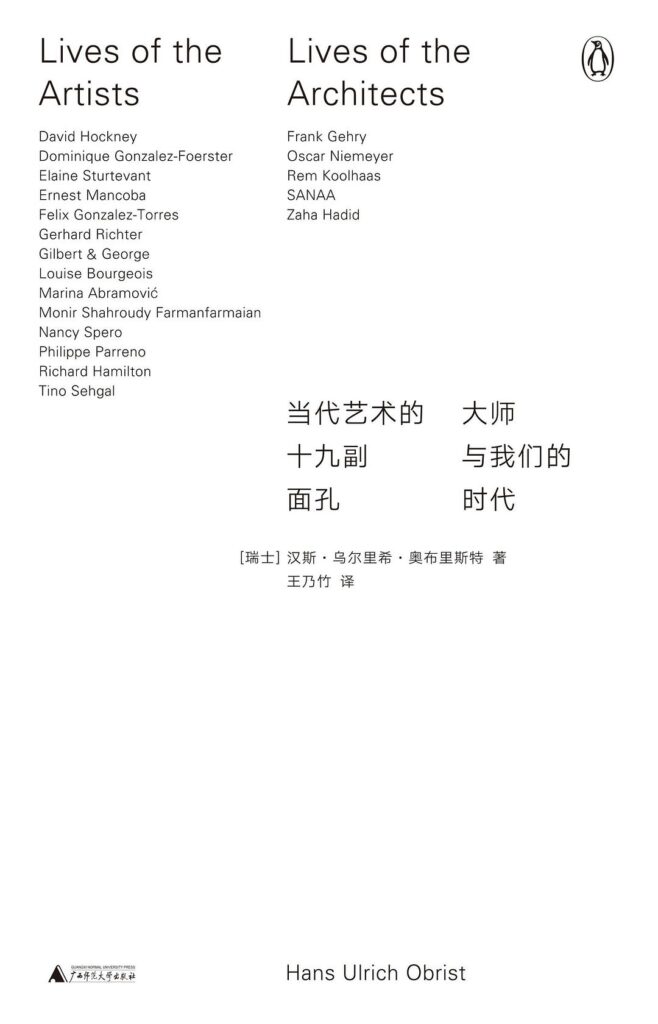 Lives of the
Artists
David Hockney
Dominique Gonzalez-Foerster
Elaine Sturtevant
Ernest Mancoba
Felix Gonzalez-Torres
Gerhard Richter
Gilbert & George
Louise Bourgeois
Marina Abramović
Monir Shahroudy Farmanfarmaian
Nancy Spero
Philippe Parreno
Richard Hamilton
Tino Sehgal
Lives of the
Architects
Frank Gehry
Oscar Niemeyer
Rem Koolhaas
SANAA
Zaha Hadid
当代艺术的
十九副
面孔
大师
与我们的
时代
[瑞士] 汉斯·乌尔里希·奥布里斯特 著
王乃竹 译
GUANGXI NORMAL UNIVERSITY PRESS
广西师范大学出版社
Hans Ulrich Obrist